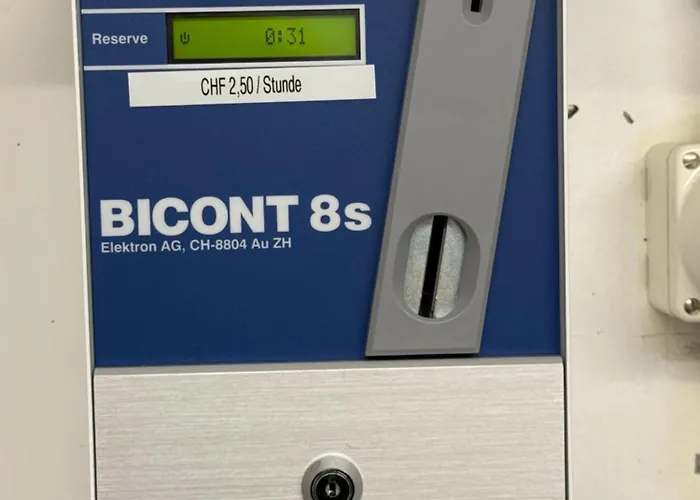 Reserve
0:31
CHF 2,50 / Stunde
BICONT 8s
Elektron AG, CH-8804 Au ZH